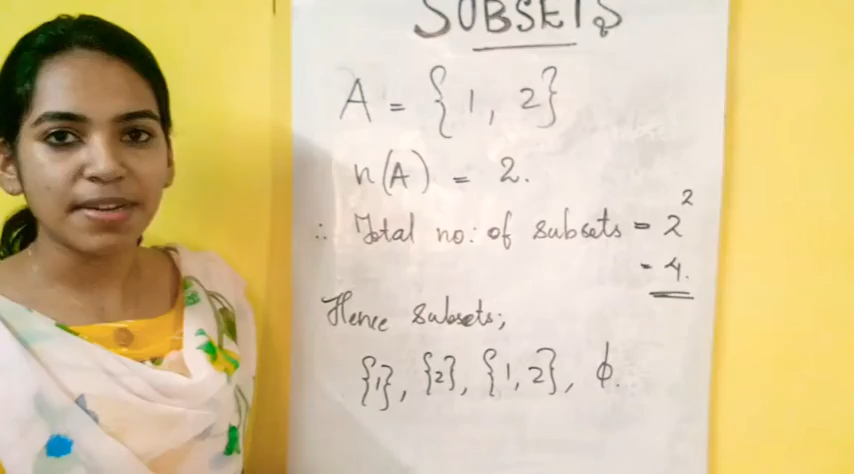 SUBSETS
A = {1, 2}
n(A) = 2.
∴ Total no: of subsets = 2²
= 4.
Hence subsets;
{1}, {2}, {1, 2}, ϕ.